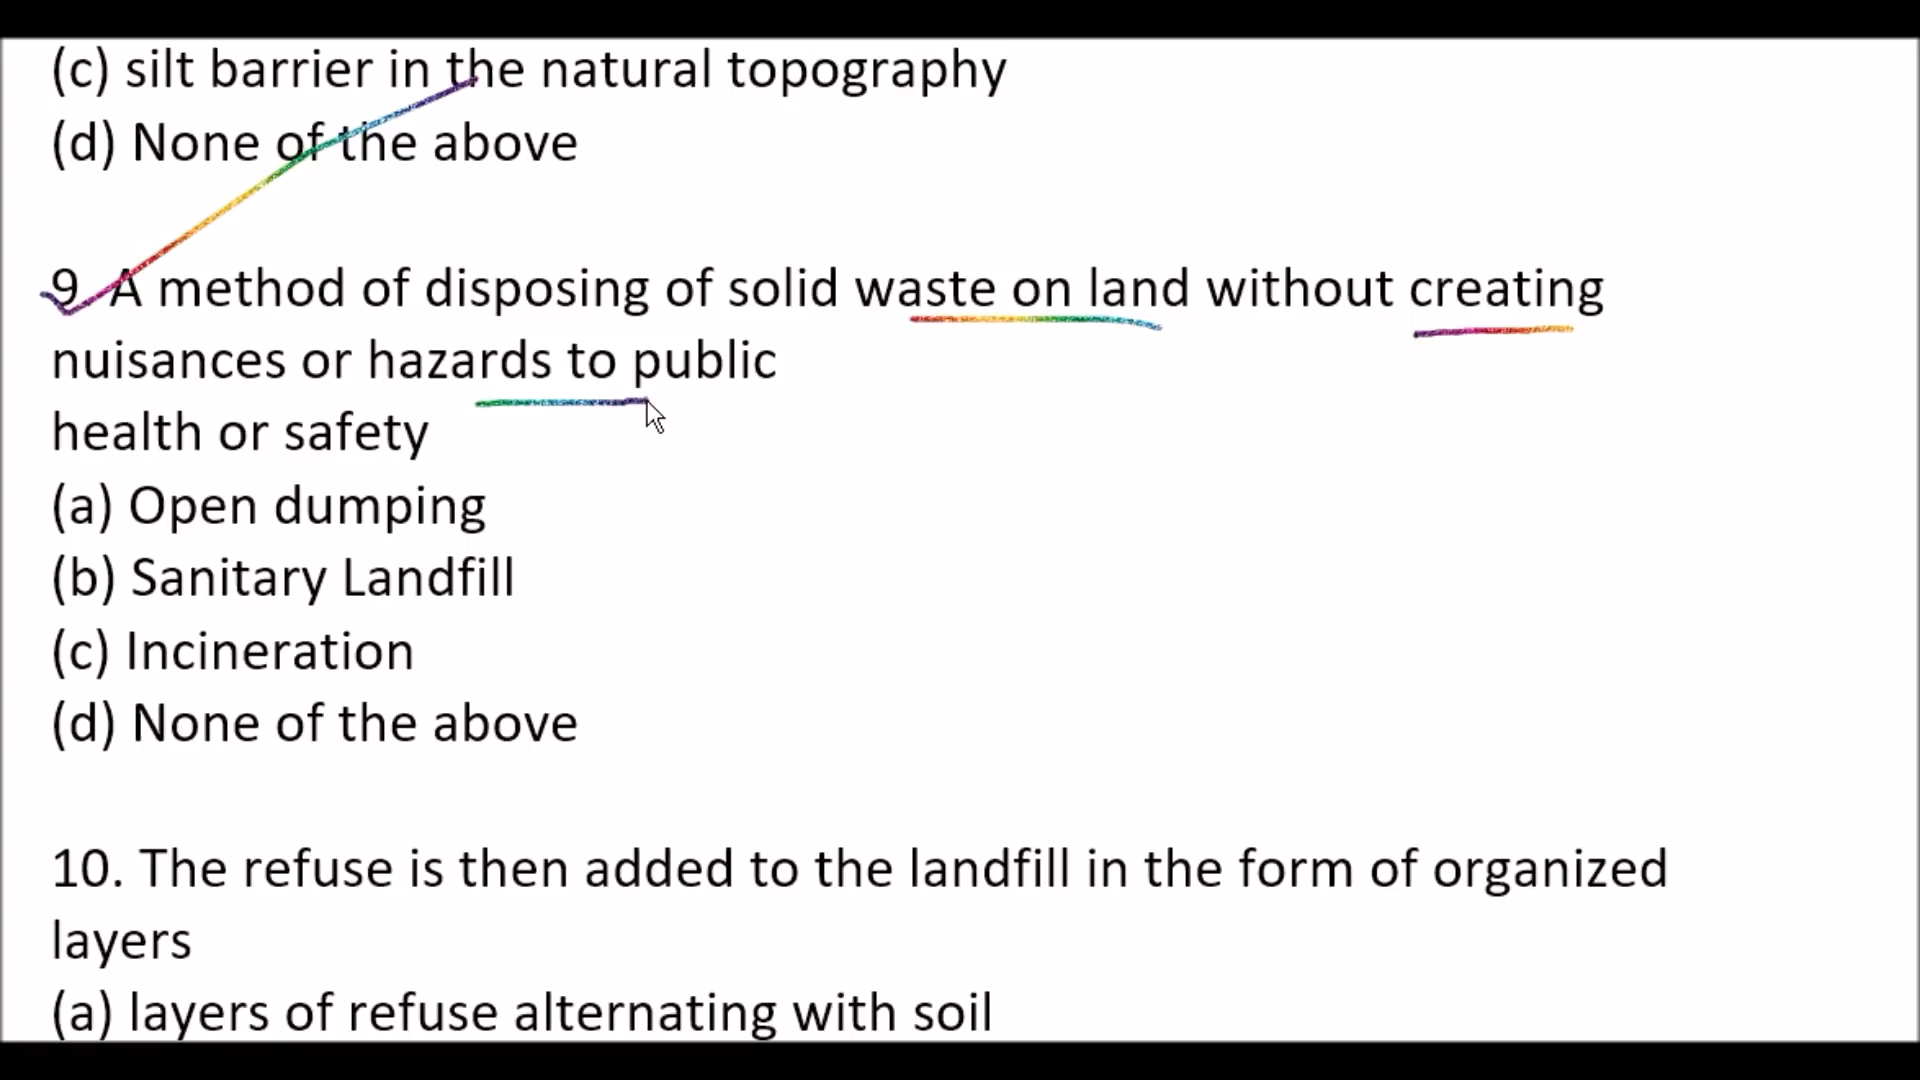 (c) silt barrier in the natural topography
(d) None of the above
9. A method of disposing of solid waste on land without creating
nuisances or hazards to public
health or safety
(a) Open dumping
(b) Sanitary Landfill
(c) Incineration
(d) None of the above
10. The refuse is then added to the landfill in the form of organized
layers
(a) layers of refuse alternating with soil